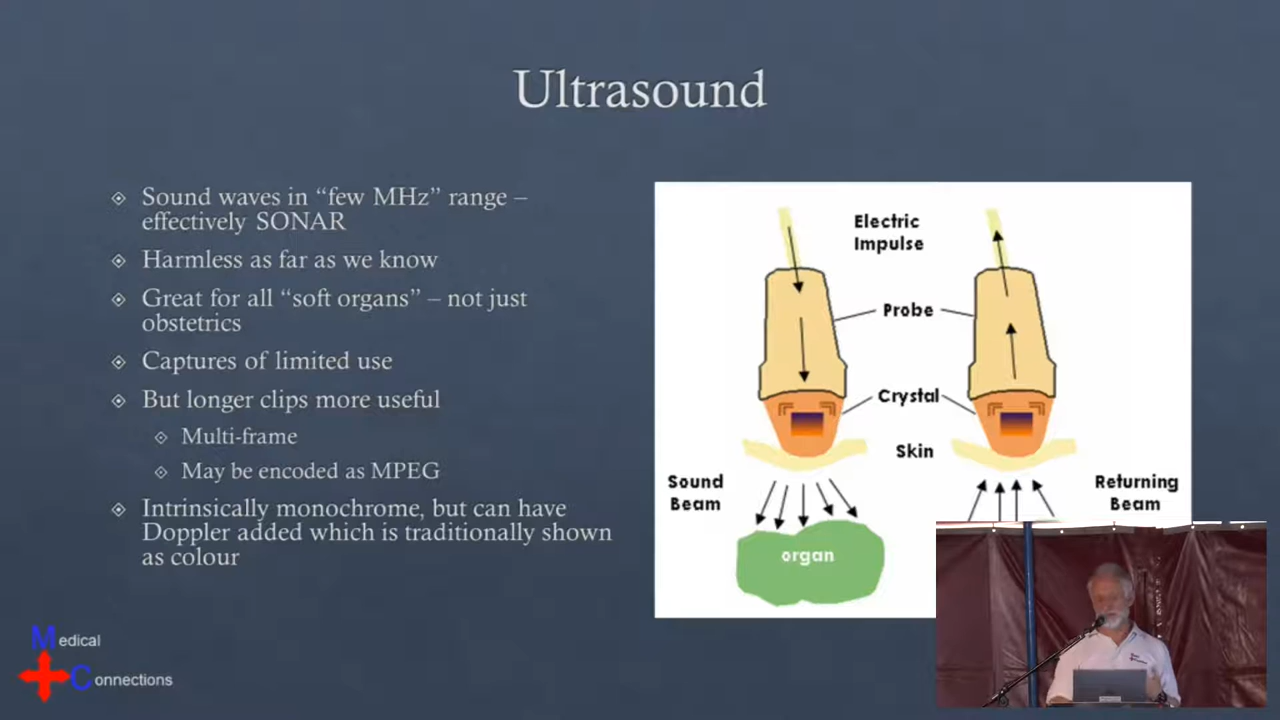 Ultrasound
Sound waves in “few MHz” range –
effectively SONAR
Harmless as far as we know
Great for all “soft organs” – not just
obstetrics
Captures of limited use
But longer clips more useful
Multi-frame
May be encoded as MPEG
Intrinsically monochrome, but can have
Doppler added which is traditionally shown
as colour
Electric
Impulse
Probe
Crystal
Skin
Sound
Beam
Returning
Beam
organ
Medical
Connections